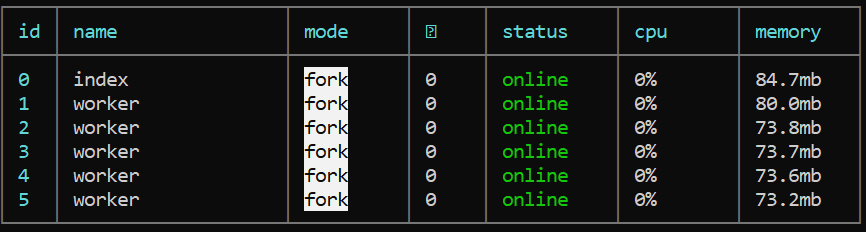 id name mode status cpu memory
0 index fork 0 online 0% 84.7mb
1 worker fork 0 online 0% 80.0mb
2 worker fork 0 online 0% 73.8mb
3 worker fork 0 online 0% 73.7mb
4 worker fork 0 online 0% 73.6mb
5 worker fork 0 online 0% 73.2mb